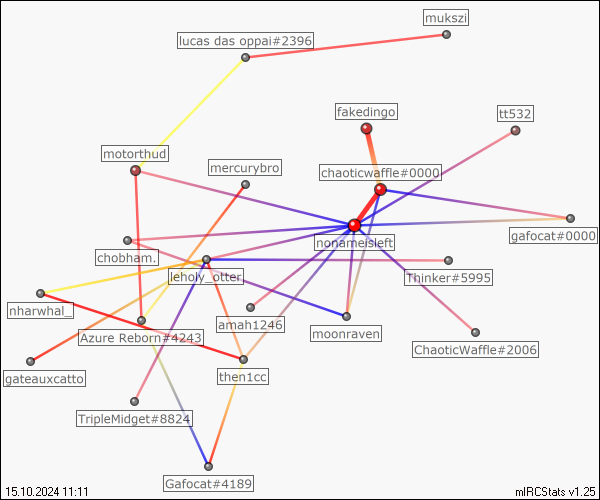 mukszi
lucas das oppai#2396
fakedingo
tt532
motorthud
mercurybro
chaoticwaffle#0000
gafocat#0000
nonameisleft
chobham.
leholy_otter
Thinker#5995
nharwhal_
amah1246
moonraven
Azure Reborn#4243
ChaoticWaffle#2006
gateauxcatto
then1cc
TripleMidget#8824
Gafocat#4189
15.10.2024 11:11
mIRCStats v1.25